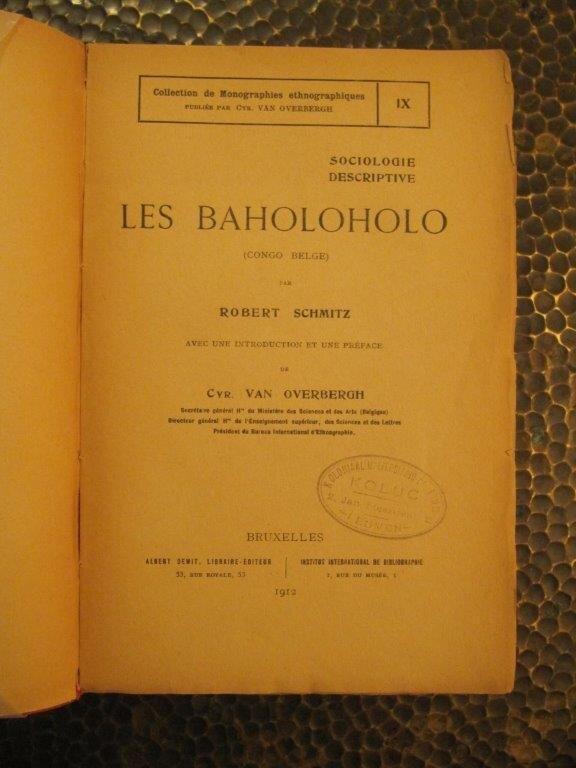 Collection de Monographies ethnographiques
PUBLIÉE PAR CYR. VAN OVERBERGH
IX
SOCIOLOGIE
DESCRIPTIVE
LES BAHOLOHOLO
(CONGO BELGE)
PAR
ROBERT SCHMITZ
AVEC UNE INTRODUCTION ET UNE PRÉFACE
DE
CYR. VAN OVERBERGH
Secrétaire général Hre du Ministère des Sciences et des Arts (Belgique)
Directeur général Hre de l'Enseignement supérieur, des Sciences et des Lettres
Président du Bureau International d'Ethnographie.
KOLUC
LEUVEN
BRUXELLES
ALBERT DEWIT, LIBRAIRE-ÉDITEUR
53, RUE ROYALE, 53
INSTITUT INTERNATIONAL DE BIBLIOGRAPHIE
1, RUE DU MUSÉE, 1
1912